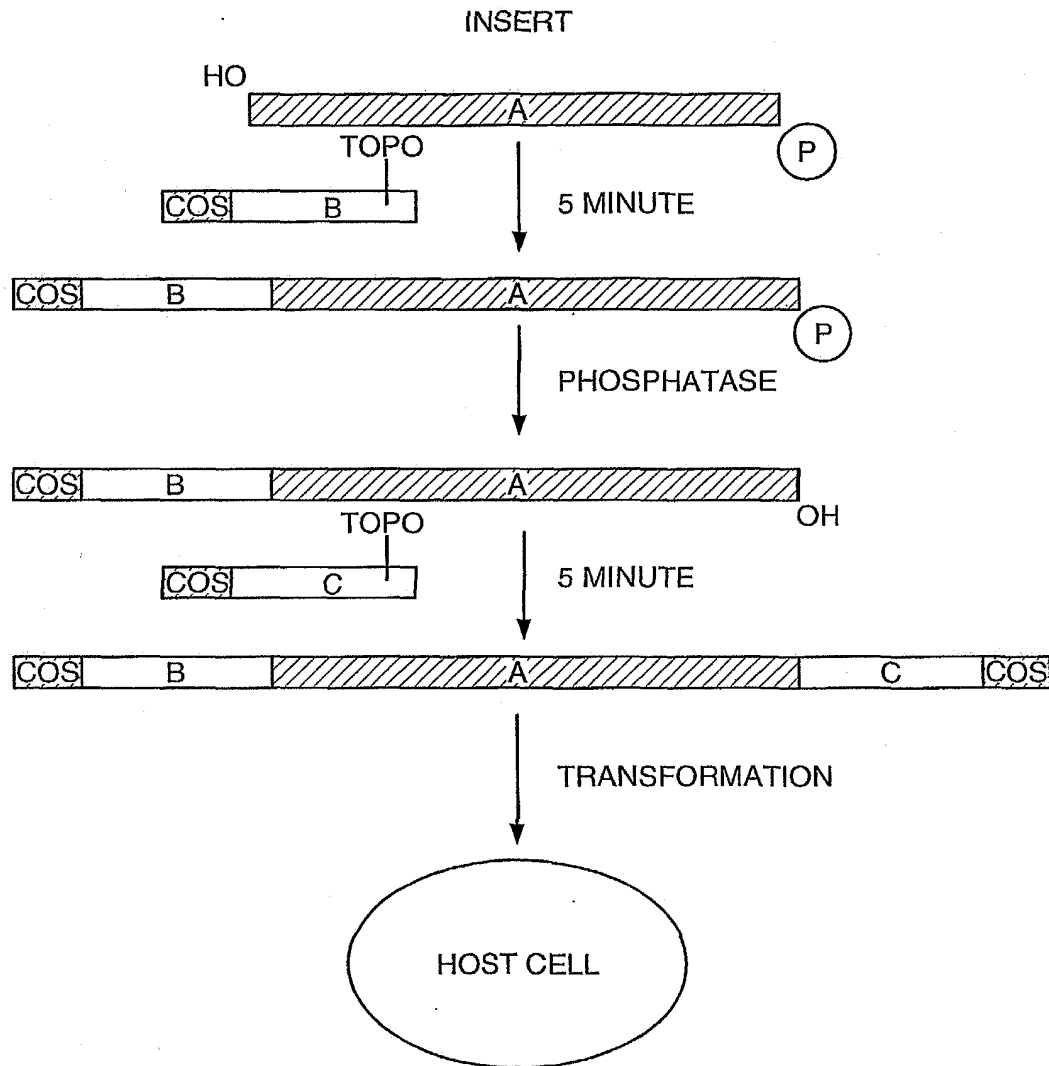 INSERT
HO
A
P
TOPO
COS B
5 MINUTE
COS B A
P
PHOSPHATASE
COS B A
OH
TOPO
COS C
5 MINUTE
COS B A C COS
TRANSFORMATION
HOST CELL